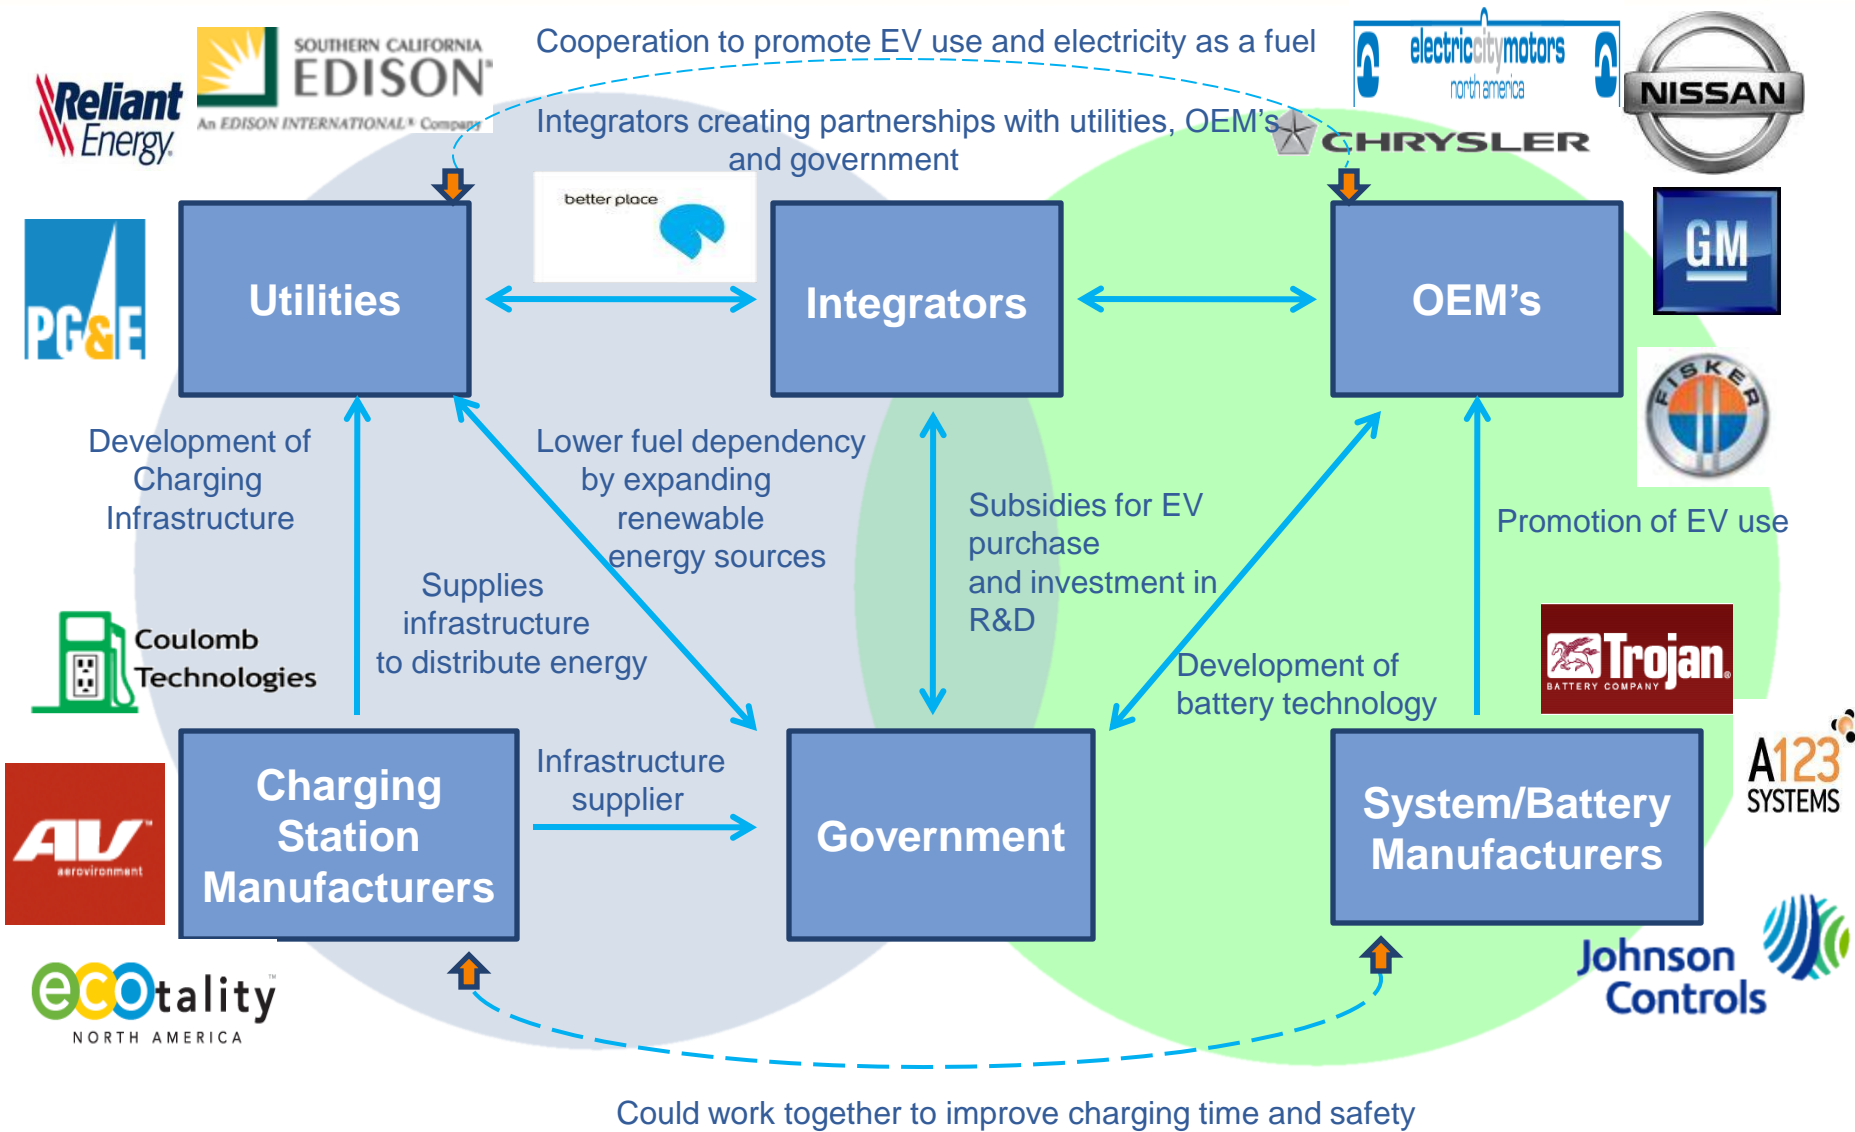 Cooperation to promote EV use and electricity as a fuel
SOUTHERN CALIFORNIA
EDISON®
An EDISON INTERNATIONAL® Company
Reliant
Energy
Integrators creating partnerships with utilities, OEM's
and government
electriccitymotors
north america
CHRYSLER
NISSAN
better place
PG&E
Utilities
Integrators
OEM's
GM
FISKER
Development of
Charging
Infrastructure
Lower fuel dependency
by expanding
renewable
energy sources
Subsidies for EV
purchase
and investment in
R&D
Promotion of EV use
Supplies
infrastructure
to distribute energy
Coulomb
Technologies
Development of
battery technology
Trojan®
BATTERY COMPANY
A123
SYSTEMS
AV™
aerovironment
Charging
Station
Manufacturers
Infrastructure
supplier
Government
System/Battery
Manufacturers
ecotality™
NORTH AMERICA
Johnson
Controls
Could work together to improve charging time and safety